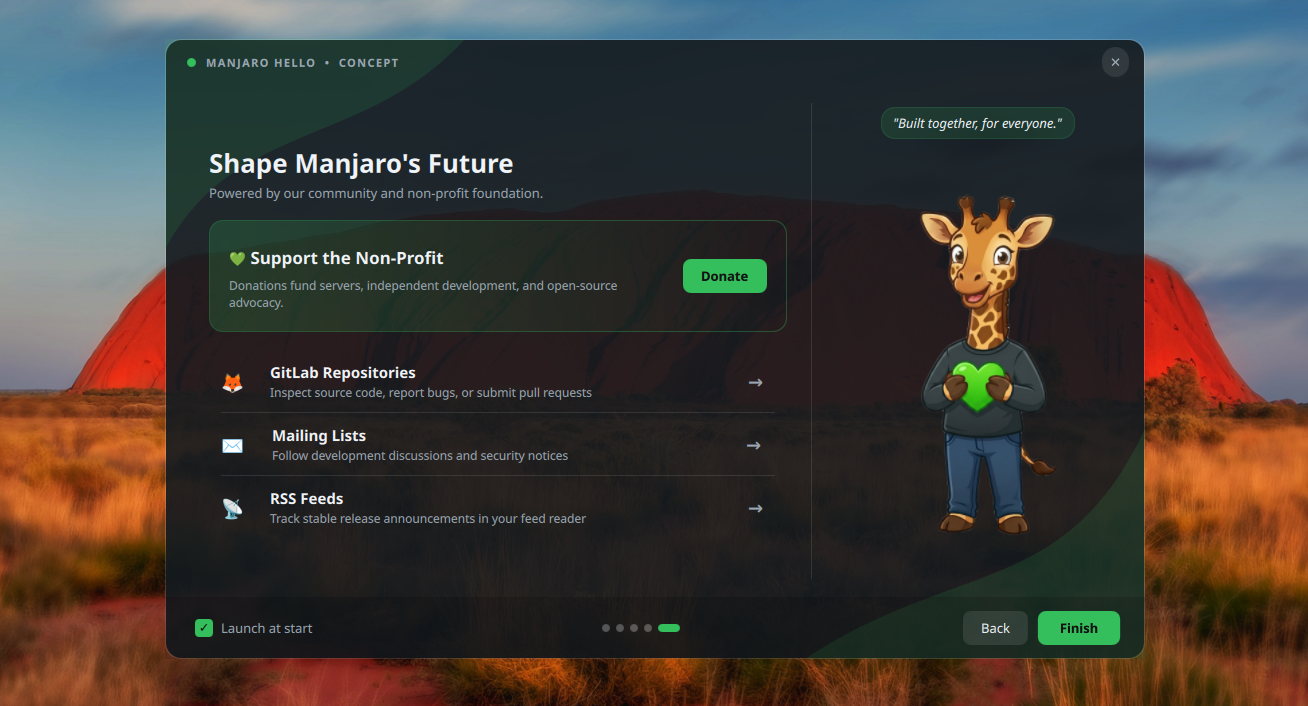 MANJARO HELLO • CONCEPT
"Built together, for everyone."
Shape Manjaro's Future
Powered by our community and non-profit foundation.
💚 Support the Non-Profit
Donations fund servers, independent development, and open-source
advocacy.
Donate
GitLab Repositories
Inspect source code, report bugs, or submit pull requests
Mailing Lists
Follow development discussions and security notices
RSS Feeds
Track stable release announcements in your feed reader
Launch at start
Back
Finish